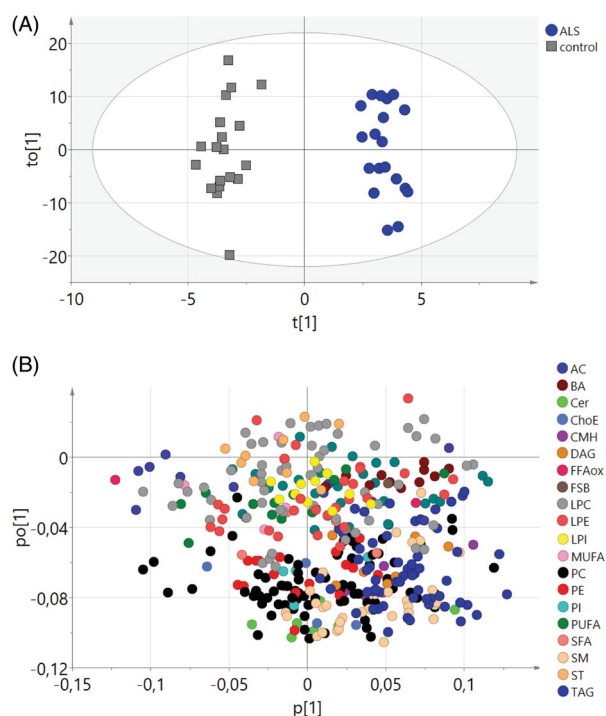 (A)
ALS
control
20
10
0
-10
-20
to[1]
-10
-5
0
5
t[1]
(B)
AC
BA
Cer
ChoE
CMH
DAG
FFAox
FSB
LPC
LPE
LPI
MUFA
PC
PE
PI
PUFA
SFA
SM
ST
TAG
0
-0,04
-0,08
-0,12
po[1]
-0,15
-0,1
-0,05
0
0,05
0,1
p[1]